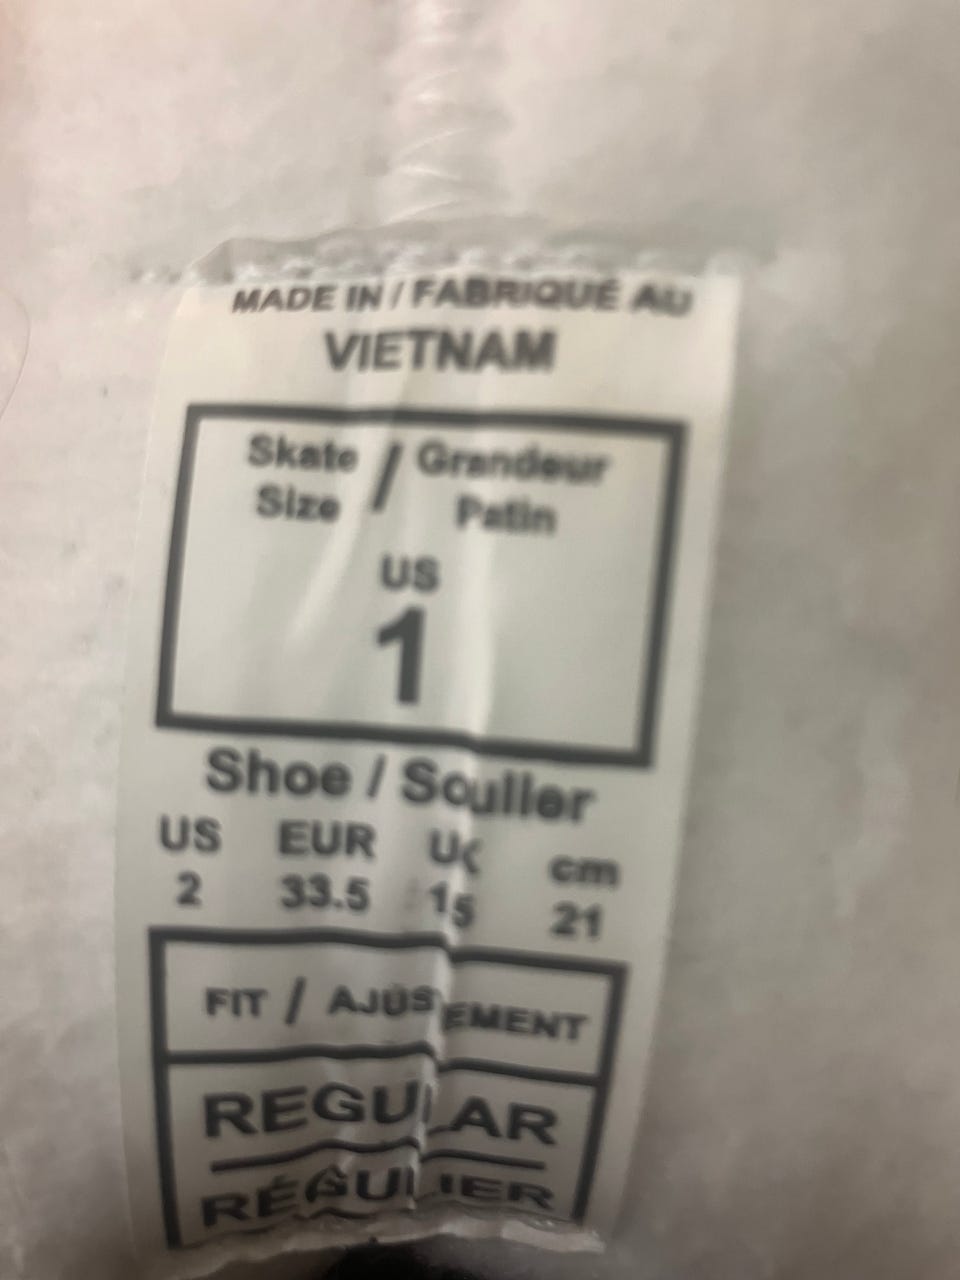 MADE IN / FABRIQUÉ AU
VIETNAM
Skate / Grandeur
Size Patin
US
1
Shoe / Soulier
US EUR cm
2 33.5 21
FIT / AJUSTEMENT
REGULAR
RÉGULIER